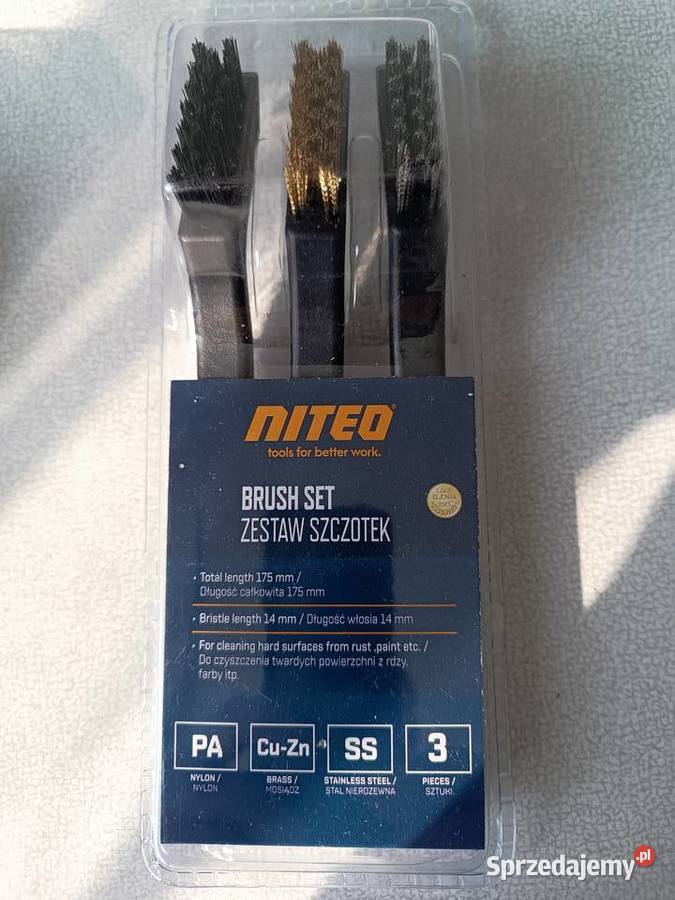 NITEO®
tools for better work.
BRUSH SET
ZESTAW SZCZOTEK
• Total length 175 mm /
Długość całkowita 175 mm
• Bristle length 14 mm / Długość włosia 14 mm
• For cleaning hard surfaces from rust ,paint etc. /
Do czyszczenia twardych powierzchni z rdzy,
farby itp.
PA Cu-Zn SS 3
NYLON / BRASS / STAINLESS STEEL / PIECES /
NYLON MOSIĄDZ STAL NIERDZEWNA SZTUKI
Sprzedajemy.pl